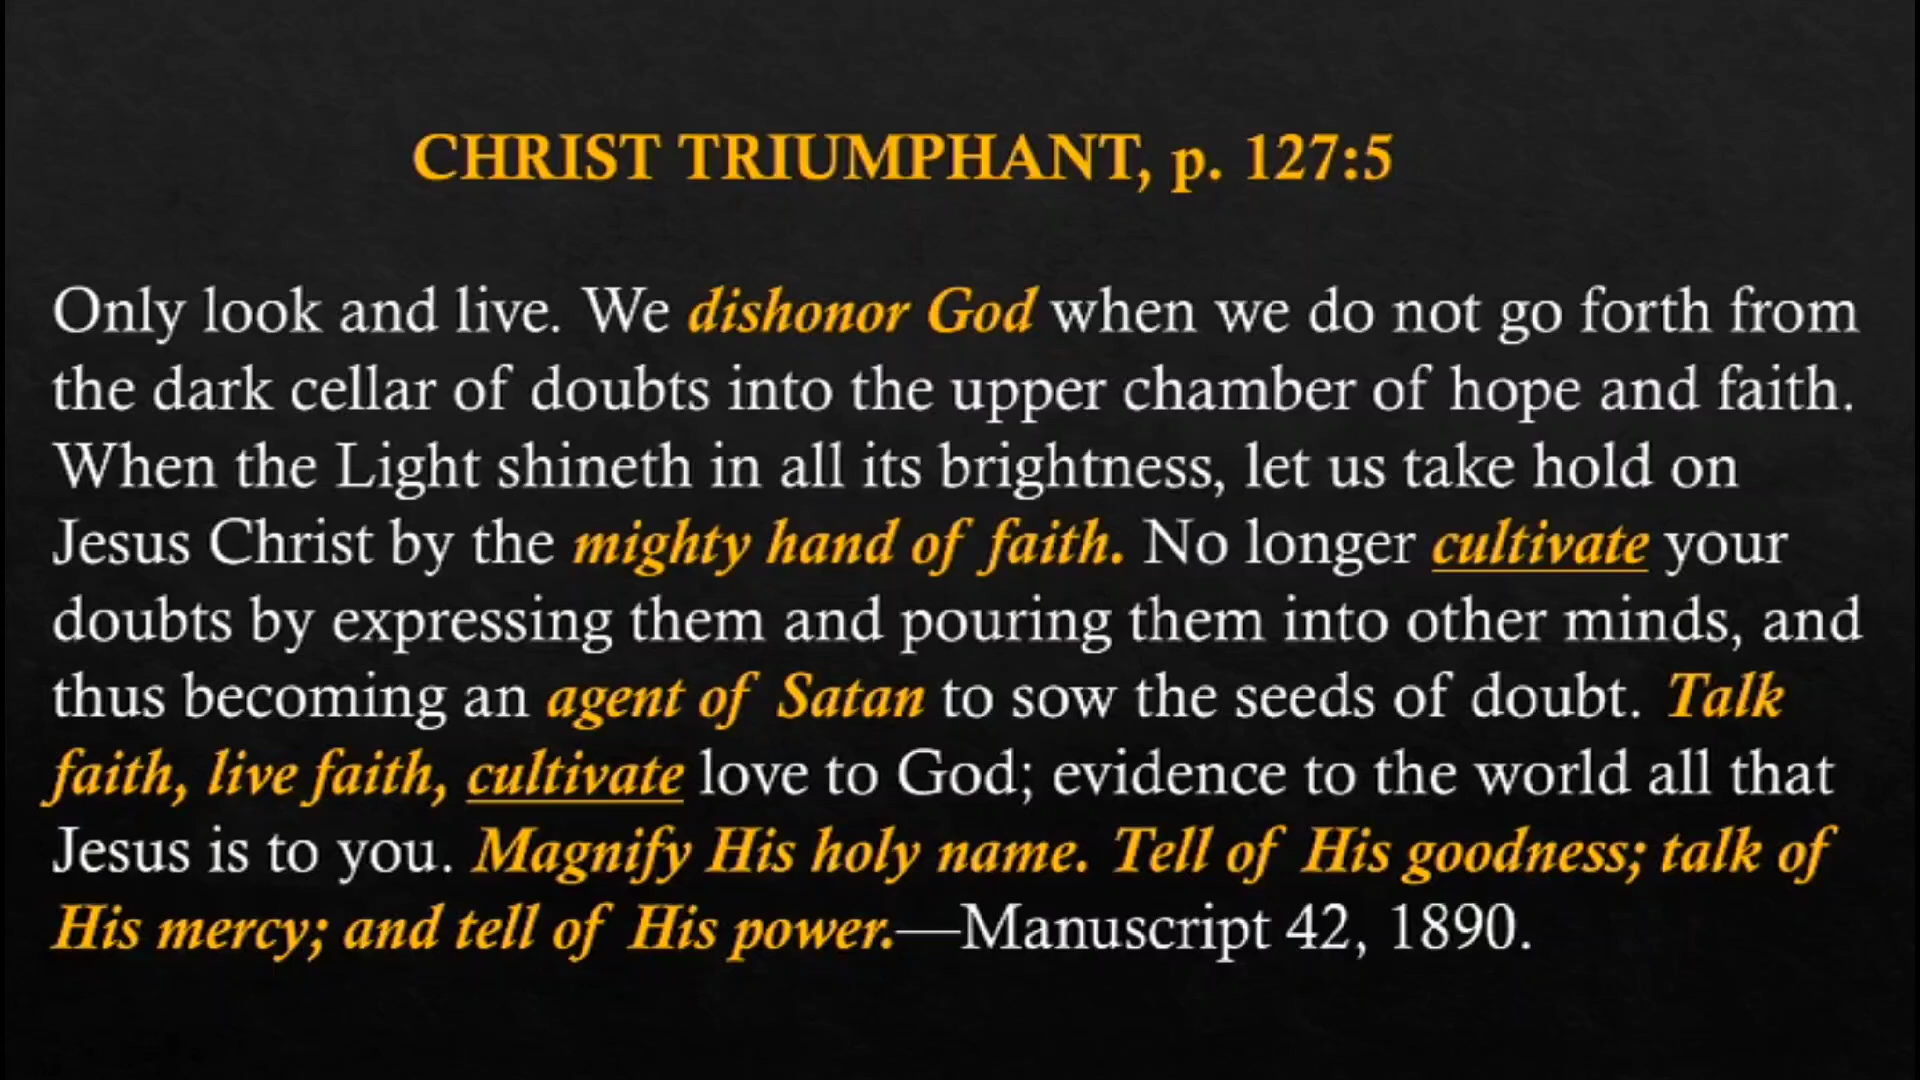 CHRIST TRIUMPHANT, p. 127:5
Only look and live. We dishonor God when we do not go forth from
the dark cellar of doubts into the upper chamber of hope and faith.
When the Light shineth in all its brightness, let us take hold on
Jesus Christ by the mighty hand of faith. No longer cultivate your
doubts by expressing them and pouring them into other minds, and
thus becoming an agent of Satan to sow the seeds of doubt. Talk
faith, live faith, cultivate love to God; evidence to the world all that
Jesus is to you. Magnify His holy name. Tell of His goodness; talk of
His mercy; and tell of His power.—Manuscript 42, 1890.